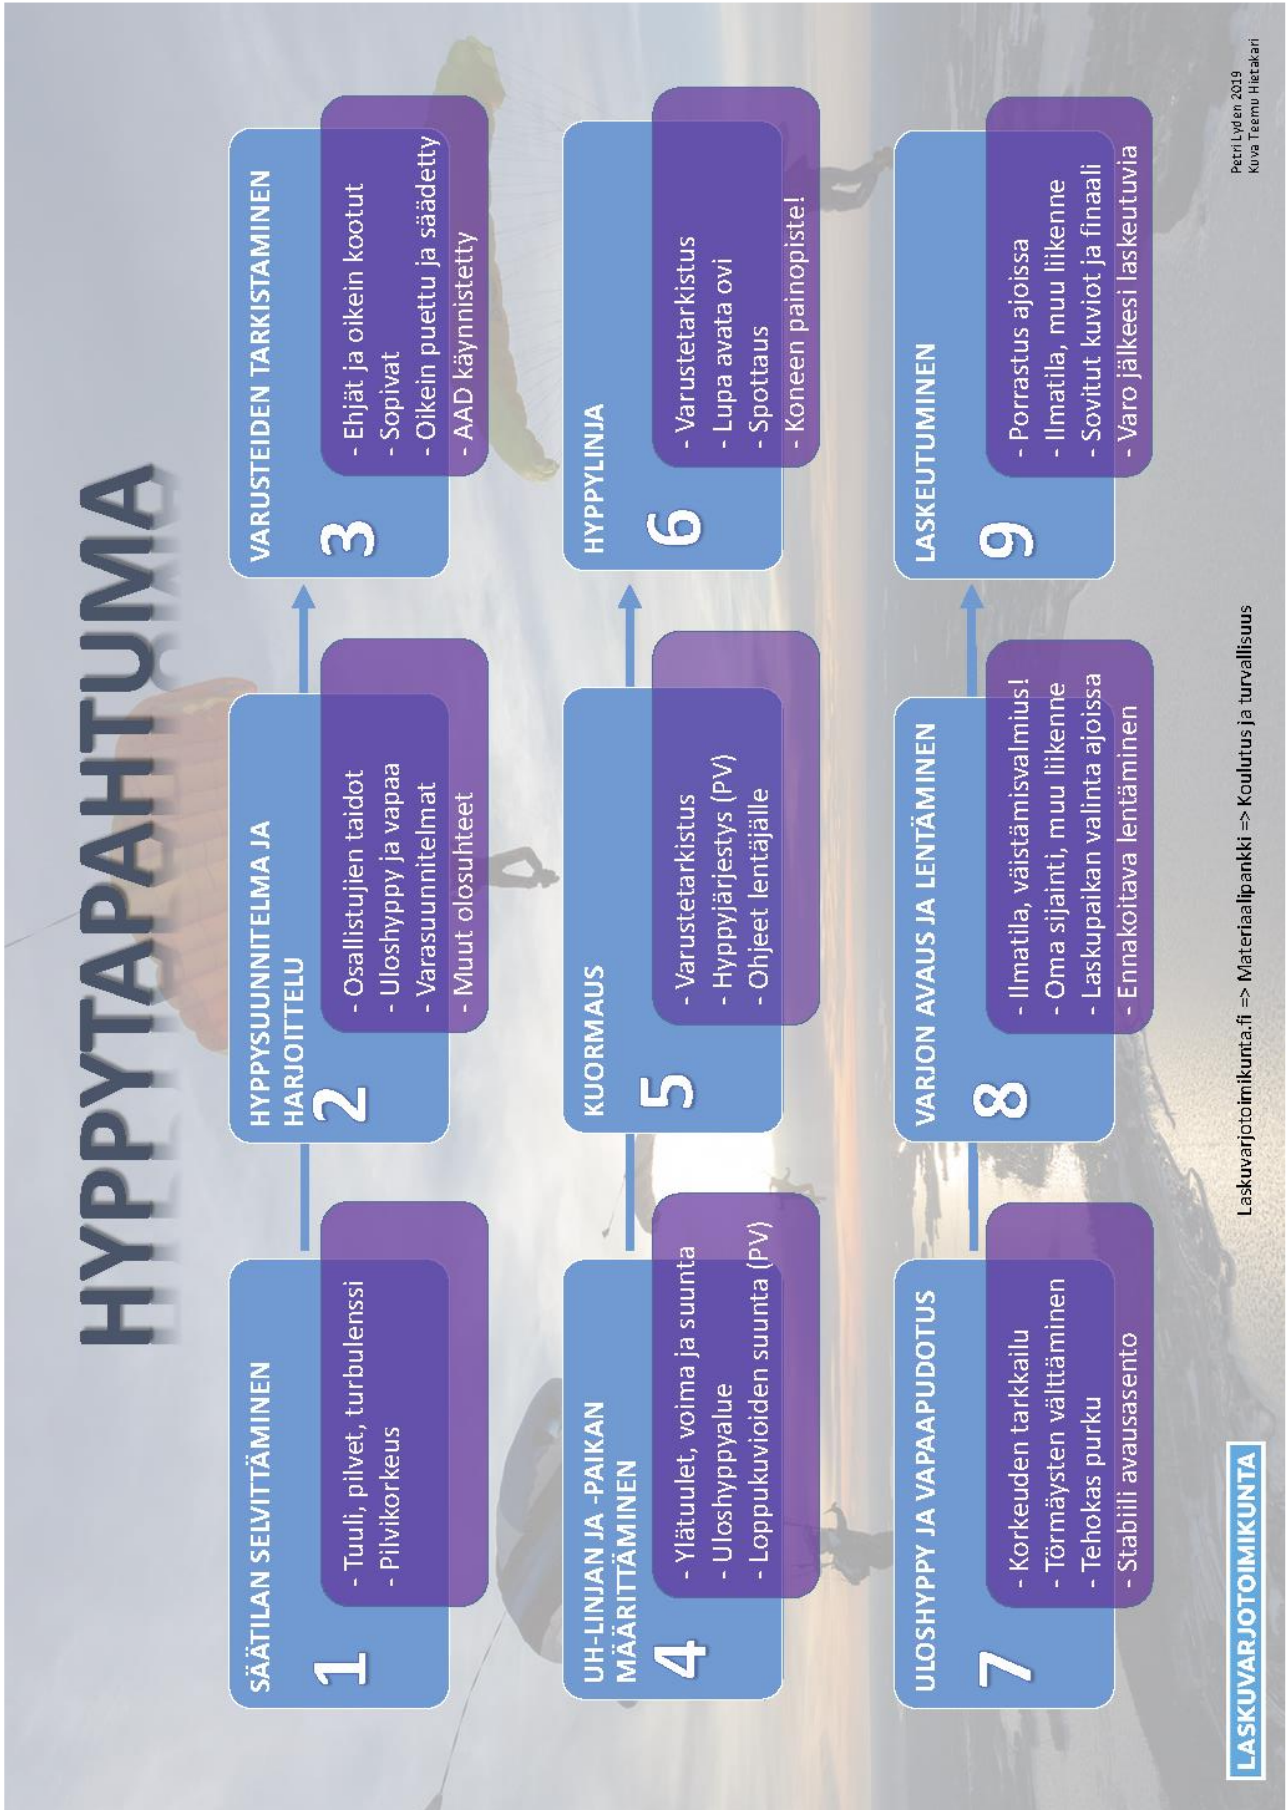 HYPPYTAPAHTUMA
SÄÄTILAN SELVITTÄMINEN
1
- Tuuli, pilvet, turbulenssi
- Pilvikorkeus
HYPPYSUUNNITELMA JA
HARJOITTELU
2
- Osallistujien taidot
- Uloshyppy ja vapaa
- Varasuunnitelmat
- Muut olosuhteet
VARUSTEIDEN TARKISTAMINEN
3
- Ehjät ja oikein kootut
- Sopivat
- Oikein puettu ja säädetty
- AAD käynnistetty
UH-LINJAN JA -PAIKAN
MÄÄRITTÄMINEN
4
- Ylätuulet, voima ja suunta
- Uloshyppyalue
- Loppukuvioiden suunta (PV)
KUORMAUS
5
- Varustetarkistus
- Hyppyjärjestys (PV)
- Ohjeet lentäjälle
HYPPYLINJA
6
- Varustetarkistus
- Lupa avata ovi
- Spottaus
- Koneen painopiste!
ULOSHYPPY JA VAPAAPUDOTUS
7
- Korkeuden tarkkailu
- Törmäysten välttäminen
- Tehokas purku
- Stabiili avausasento
VARJON AVAUS JA LENTÄMINEN
8
- Ilmatila, väistämisvalmius!
- Oma sijainti, muu liikenne
- Laskupaikan valinta ajoissa
- Ennakoitava lentäminen
LASKEUTUMINEN
9
- Porrastus ajoissa
- Ilmatila, muu liikenne
- Sovitut kuviot ja finaali
- Varo jälkeesi laskeutuvia
LASKUVARJOTOIMIKUNTA
Laskuvarjotoimikunta.fi => Materiaalipankki => Koulutus ja turvallisuus
Petri Lyden 2019
Kuva Teemu Hietakari